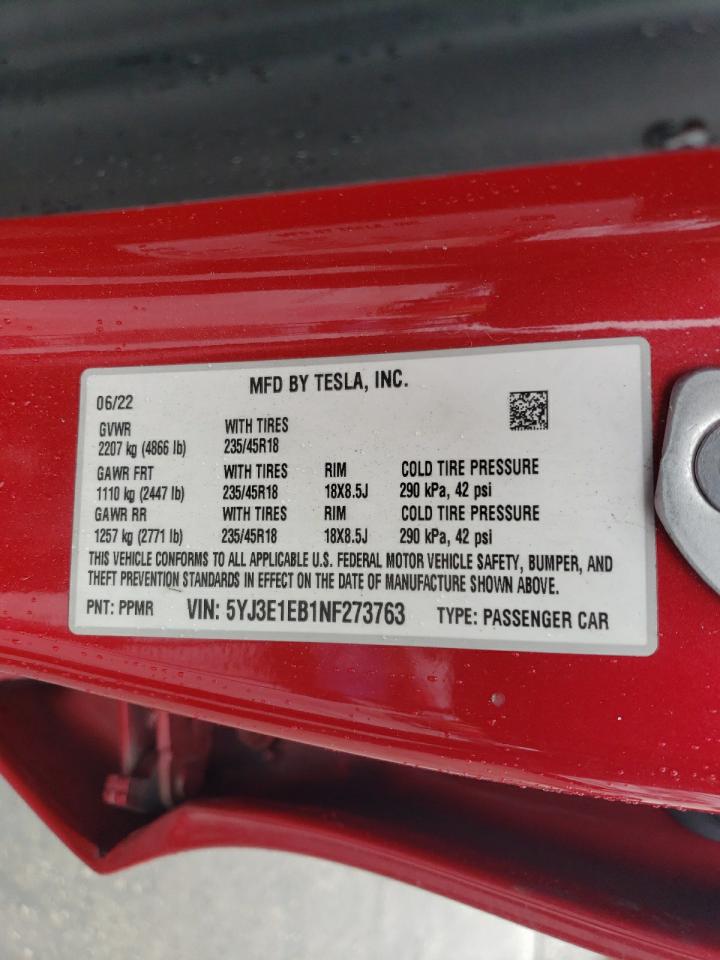 MFD BY TESLA, INC.
06/22
GVWR WITH TIRES
2207 kg (4866 lb) 235/45R18
GAWR FRT WITH TIRES RIM COLD TIRE PRESSURE
1110 kg (2447 lb) 235/45R18 18X8.5J 290 kPa, 42 psi
GAWR RR WITH TIRES RIM COLD TIRE PRESSURE
1257 kg (2771 lb) 235/45R18 18X8.5J 290 kPa, 42 psi
THIS VEHICLE CONFORMS TO ALL APPLICABLE U.S. FEDERAL MOTOR VEHICLE SAFETY, BUMPER, AND
THEFT PREVENTION STANDARDS IN EFFECT ON THE DATE OF MANUFACTURE SHOWN ABOVE.
PNT: PPMR VIN: 5YJ3E1EB1NF273763 TYPE: PASSENGER CAR